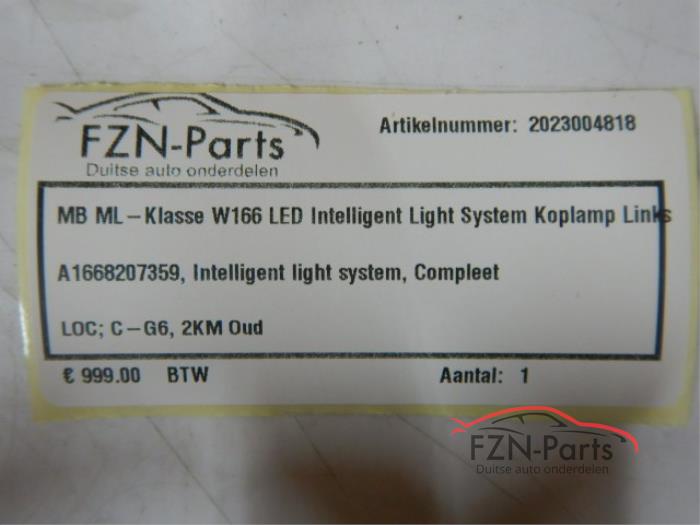 FZN-Parts
Duitse auto onderdelen
Artikelnummer: 2023004818
MB ML-Klasse W166 LED Intelligent Light System Koplamp Links
A1668207359, Intelligent light system, Compleet
LOC; C-G6, 2KM Oud
€ 999.00 BTW Aantal: 1
FZN-Parts
Duitse auto onderdelen